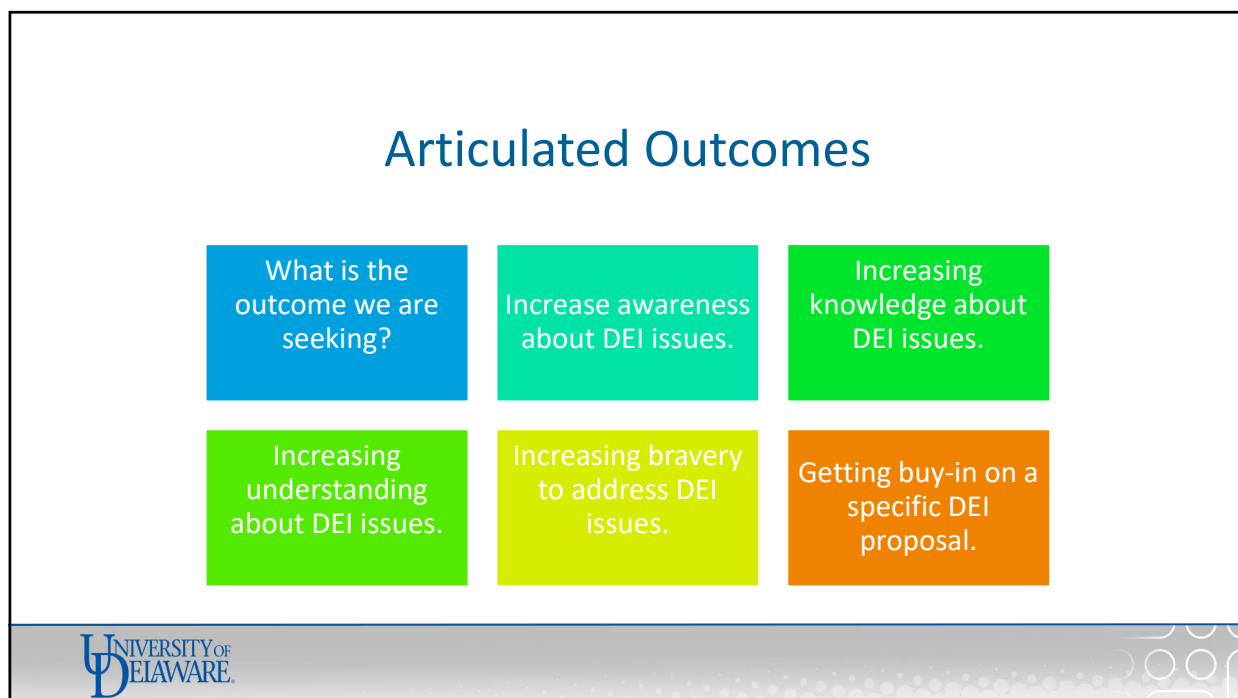 Articulated Outcomes
What is the
outcome we are
seeking?
Increase awareness
about DEI issues.
Increasing
knowledge about
DEI issues.
Increasing
understanding
about DEI issues.
Increasing bravery
to address DEI
issues.
Getting buy-in on a
specific DEI
proposal.
UNIVERSITY OF
DELAWARE.